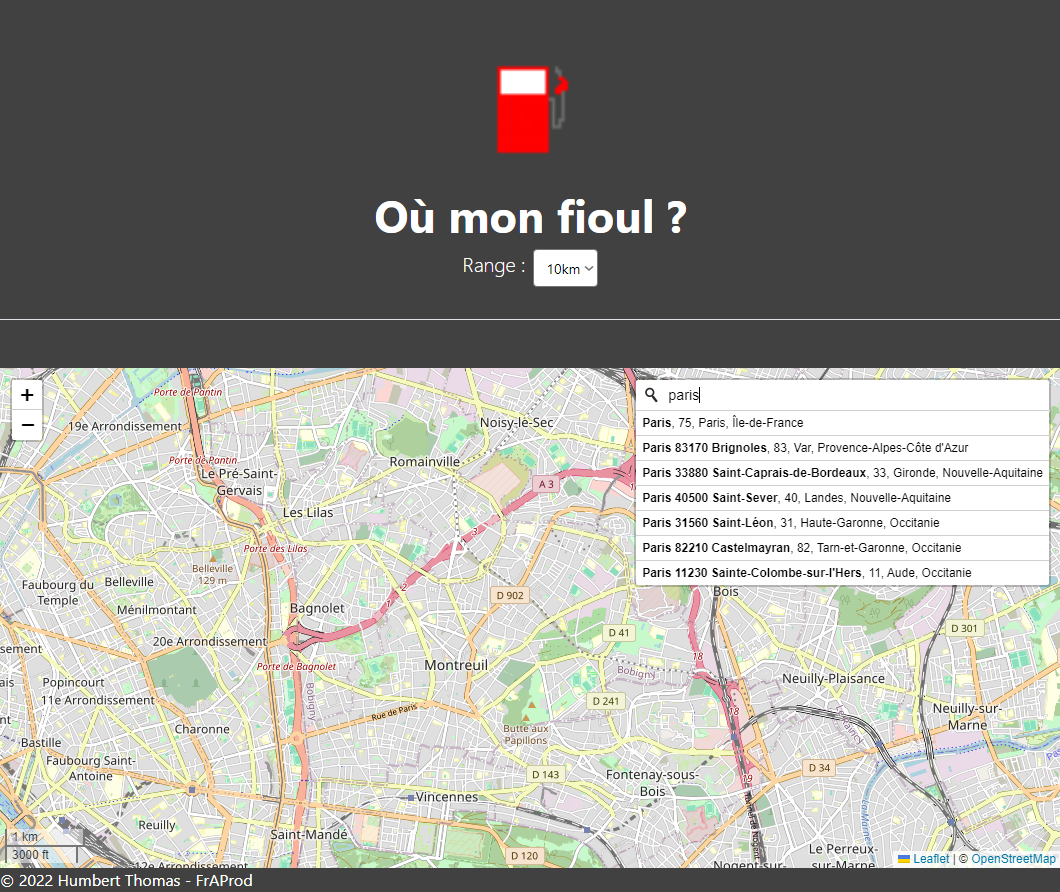 Où mon fioul ?
Range : 10km
+
−
paris
Paris, 75, Paris, Île-de-France
Paris 83170 Brignoles, 83, Var, Provence-Alpes-Côte d'Azur
Paris 33880 Saint-Caprais-de-Bordeaux, 33, Gironde, Nouvelle-Aquitaine
Paris 40500 Saint-Sever, 40, Landes, Nouvelle-Aquitaine
Paris 31560 Saint-Léon, 31, Haute-Garonne, Occitanie
Paris 82210 Castelmayran, 82, Tarn-et-Garonne, Occitanie
Paris 11230 Sainte-Colombe-sur-l'Hers, 11, Aude, Occitanie
Porte de Pantin
19e Arrondissement
Noisy-le-Sec
Porte de Pantin
Romainville
Le Pré-Saint-
Gervais
A 3
Les Lilas
3
Porte des Lilas
Belleville
129 m
2
Faubourg du
Temple
Belleville
D 902
Bois
Ménilmontant
Bagnolet
1
D 301
20e Arrondissement
D 41
Porte de Bagnolet
Montreuil
18
Bobigny
Popincourt
11e Arrondissement
Bobigny
Neuilly-Plaisance
D 241
18
Rue de Paris
Neuilly-sur-
Marne
Charonne
Butte aux
Papillons
Bastille
Faubourg Saint-
Antoine
D 143
Fontenay-sous-
Bois
19
D 34
Vincennes
La Marne
Reuilly
Saint-Mandé
1 km
3000 ft
12e Arrondissement
D 120
Nogent-sur-
Le Perreux-
sur-Marne
Leaflet | © OpenStreetMap
© 2022 Humbert Thomas - FrAProd